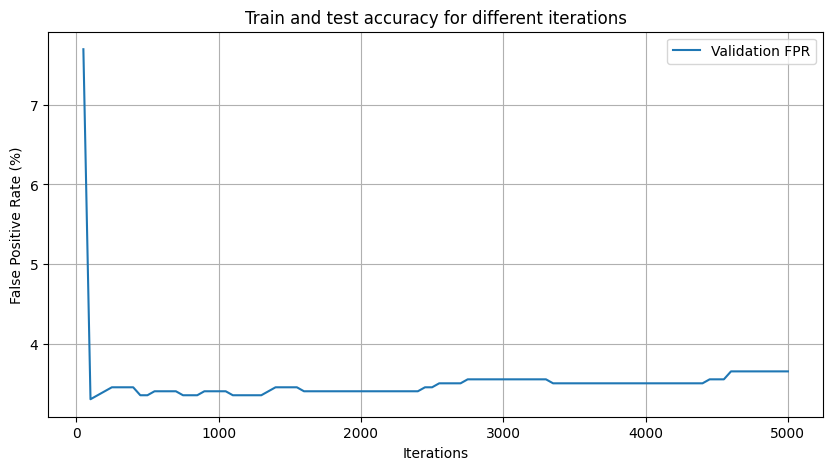 Train and test accuracy for different iterations
Validation FPR
False Positive Rate (%)
7
6
5
4
0 1000 2000 3000 4000 5000
Iterations